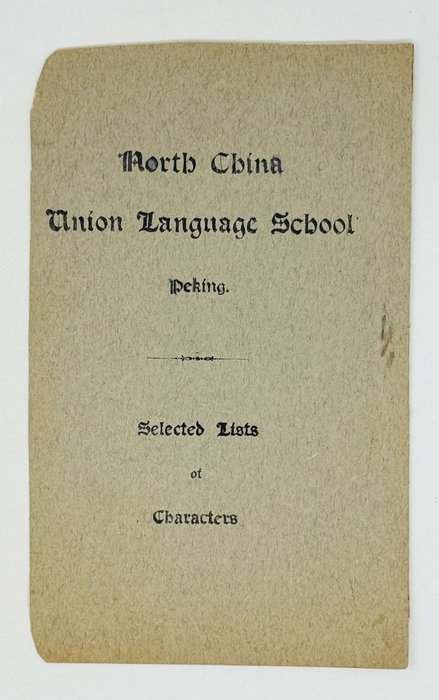 North China
Union Language School
Peking.
Selected Lists
of
Characters